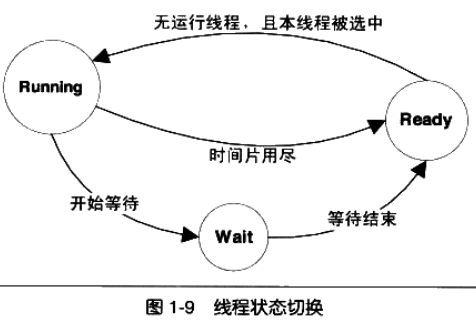 无运行线程，且本线程被选中
Running
Ready
时间片用尽
开始等待
等待结束
Wait
图 1-9 线程状态切换